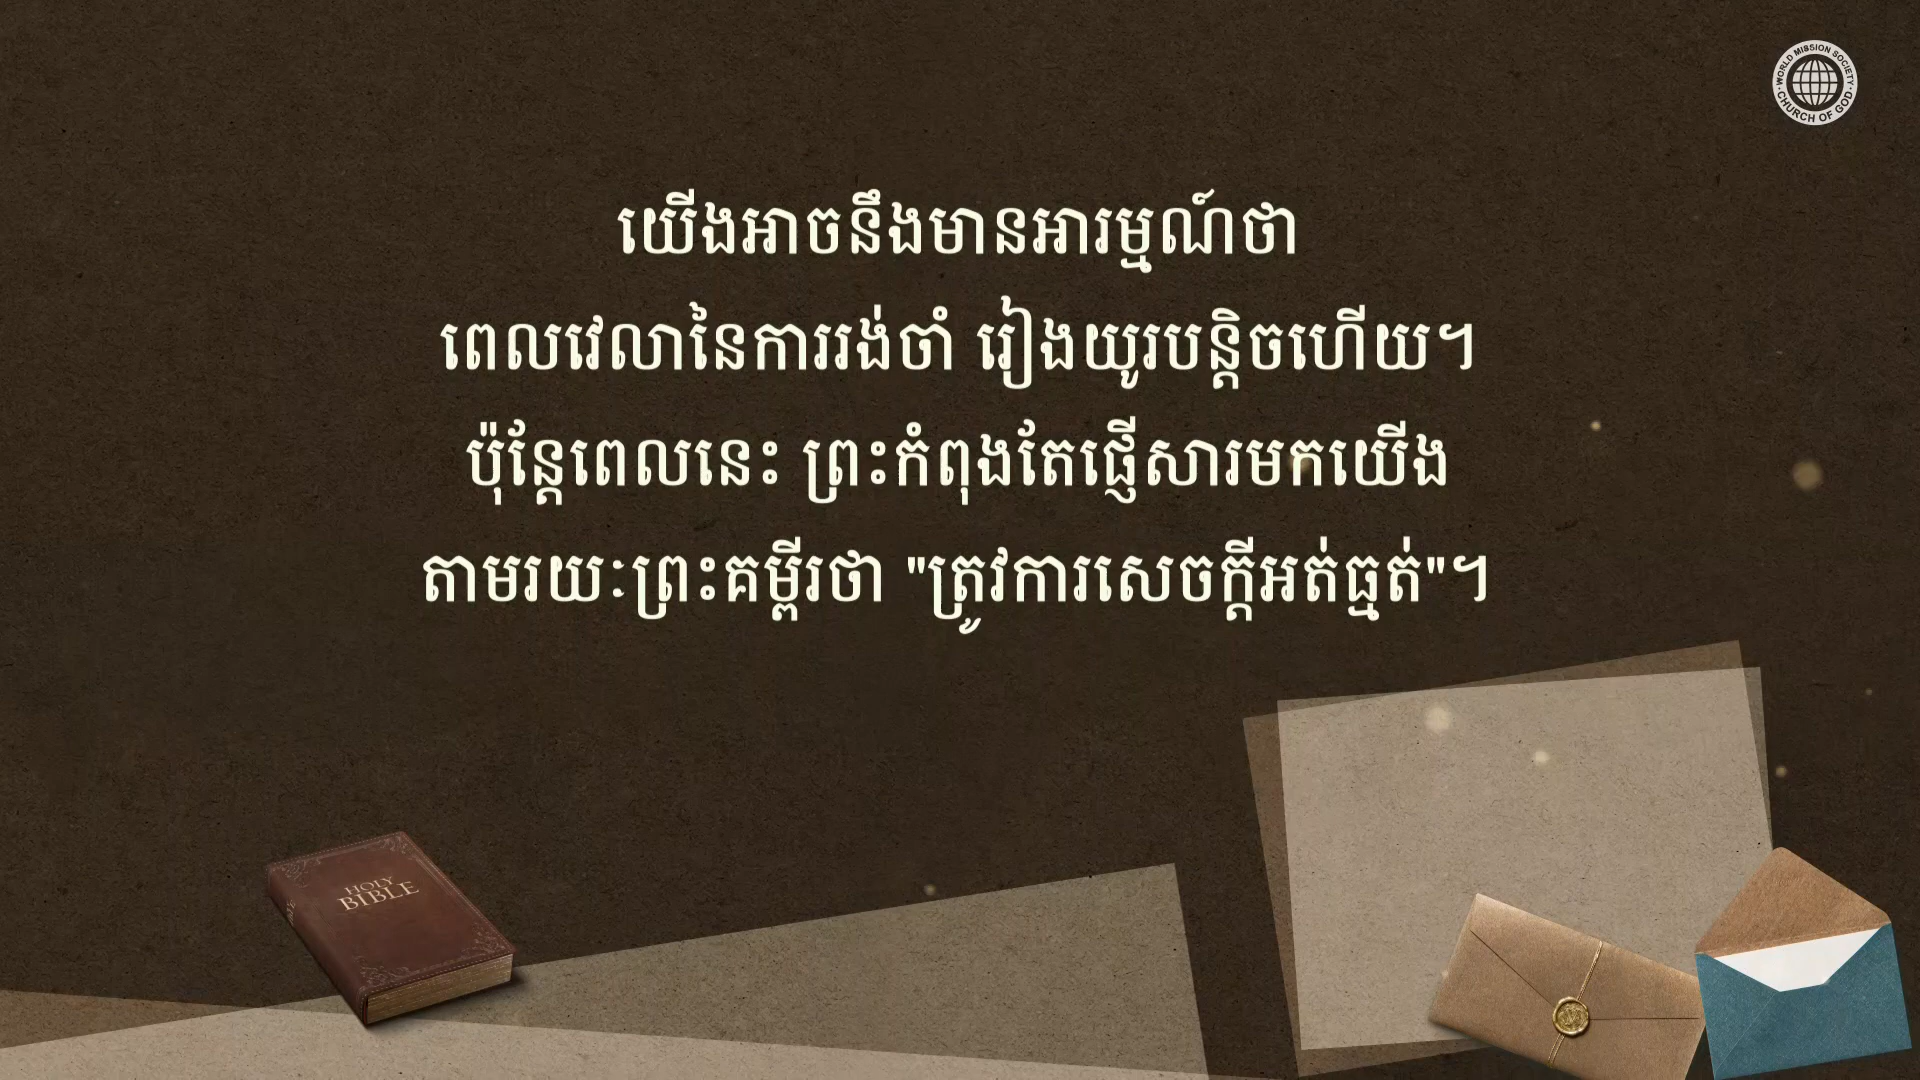 WORLD MISSION SOCIETY
CHURCH OF GOD
យើងអាចនឹងមានអារម្មណ៍ថា
ពេលវេលានៃការរង់ចាំ រៀងយូរបន្តិចហើយ។
ប៉ុន្តែពេលនេះ ព្រះកំពុងតែផ្ញើសារមកយើង
តាមរយៈព្រះគម្ពីរថា "ត្រូវការសេចក្តីអត់ធ្មត់"។
HOLY
BIBLE